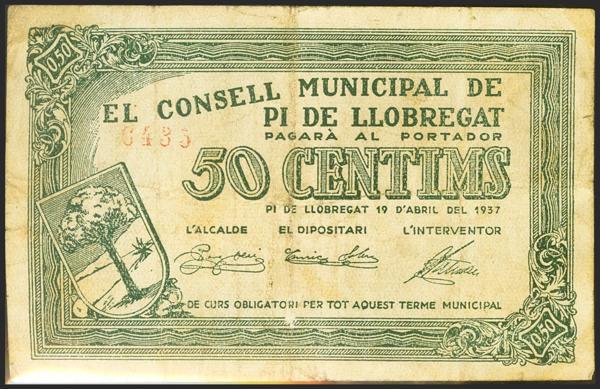 0,50
EL CONSELL MUNICIPAL DE
PI DE LLOBREGAT
PAGARÀ AL PORTADOR
50 CENTIMS
PI DE LLOBREGAT 19 D'ABRIL DEL 1937
L'ALCALDE EL DIPOSITARI L'INTERVENTOR
DE CURS OBLIGATORI PER TOT AQUEST TERME MUNICIPAL
0,50